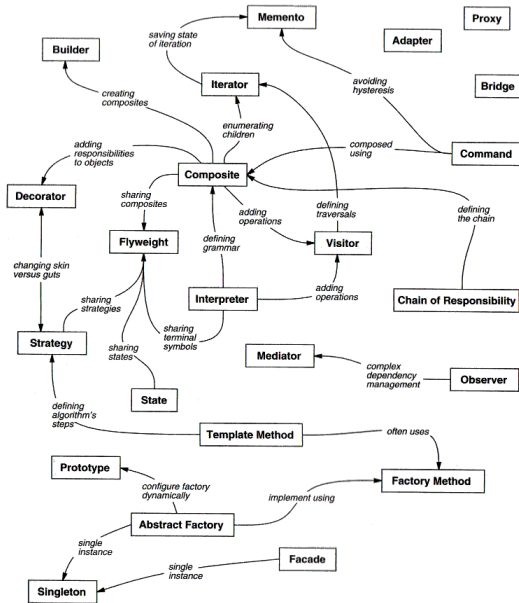 Memento
Proxy
saving state
of iteration
Adapter
Builder
avoiding
hysteresis
Iterator
Bridge
creating
composites
enumerating
children
composed
using
Command
adding
responsibilities
to objects
Composite
Decorator
sharing
composites
adding
operations
defining
traversals
defining
the chain
Flyweight
defining
grammar
Visitor
changing skin
versus guts
Interpreter
adding
operations
Chain of Responsibility
sharing
strategies
sharing
terminal
symbols
Strategy
sharing
states
Mediator
complex
dependency
management
Observer
State
defining
algorithm's
steps
Template Method
often uses
Prototype
configure factory
dynamically
Factory Method
implement using
Abstract Factory
single
instance
Facade
single
instance
Singleton